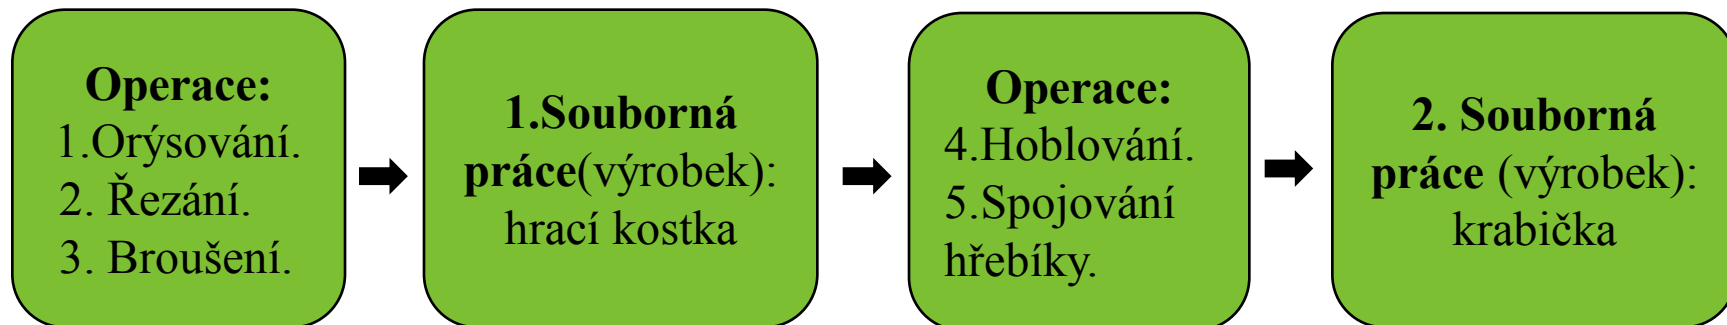 Operace:
1.Orýsování.
2. Řezání.
3. Broušení.
1.Souborná
práce(výrobek):
hrací kostka
Operace:
4.Hoblování.
5.Spojování
hřebíky.
2. Souborná
práce (výrobek):
krabička